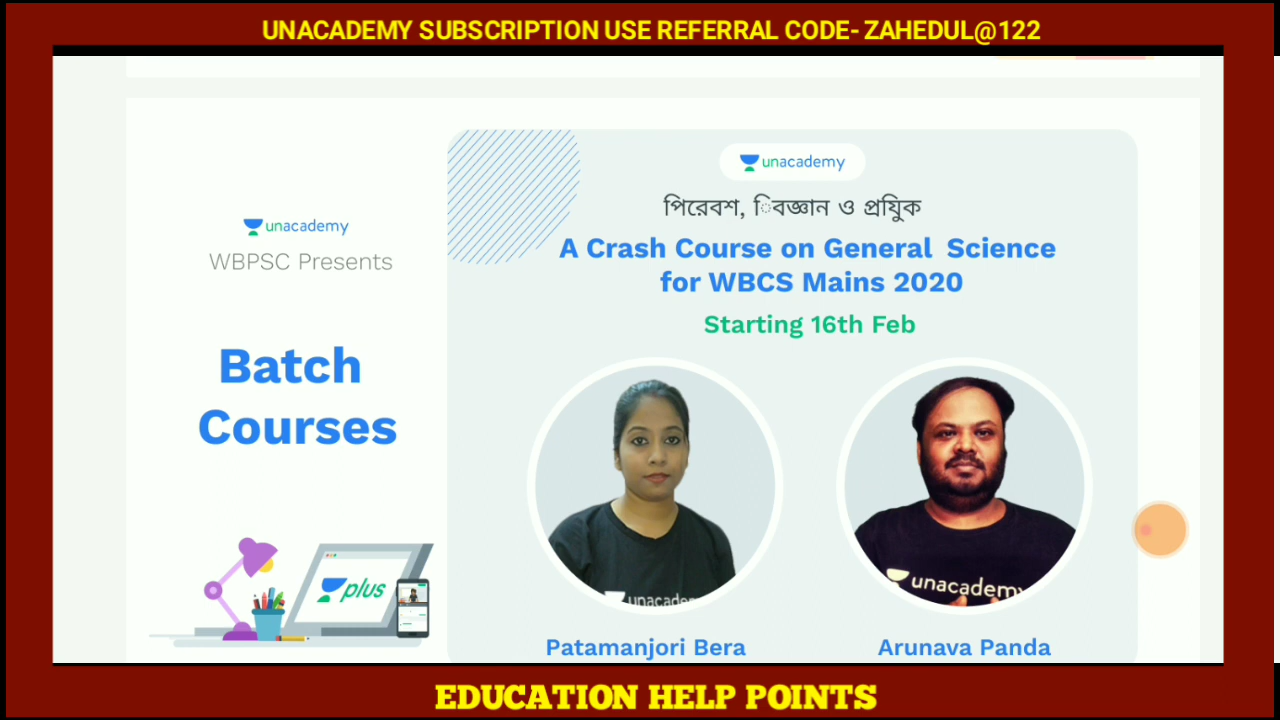 UNACADEMY SUBSCRIPTION USE REFERRAL CODE- ZAHEDUL@122
unacademy
WBPSC Presents
Batch
Courses
plus
unacademy
পিরেবশ, িবজ্ঞান ও প্রযুিক
A Crash Course on General Science
for WBCS Mains 2020
Starting 16th Feb
unacademy
unacademy
Patamanjori Bera
Arunava Panda
EDUCATION HELP POINTS